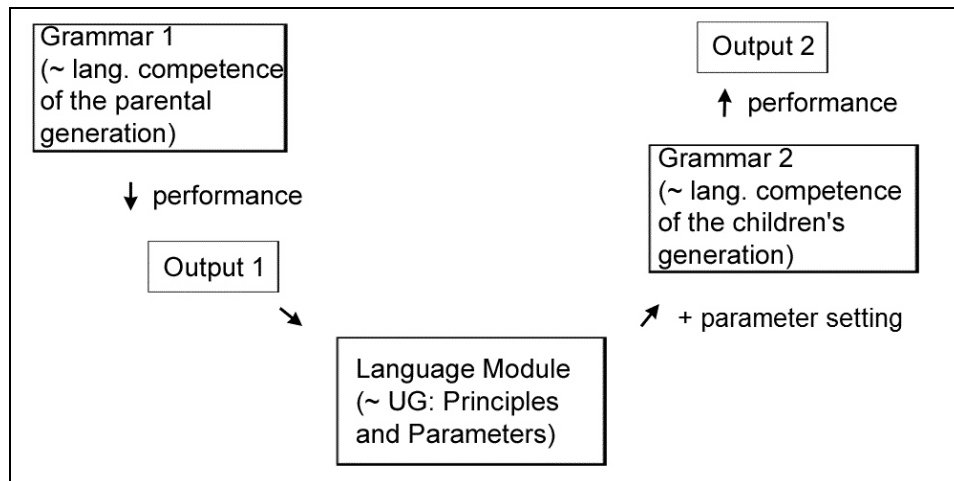 Grammar 1
(~ lang. competence
of the parental
generation)
performance
Output 1
Language Module
(~ UG: Principles
and Parameters)
+ parameter setting
Grammar 2
(~ lang. competence
of the children's
generation)
performance
Output 2